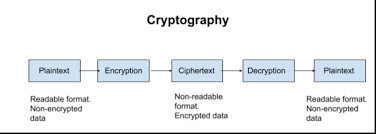 Cryptography
Plaintext
Encryption
Ciphertext
Decryption
Plaintext
Readable format.
Non-encrypted
data
Non-readable
format.
Encrypted data
Readable format.
Non-encrypted
data